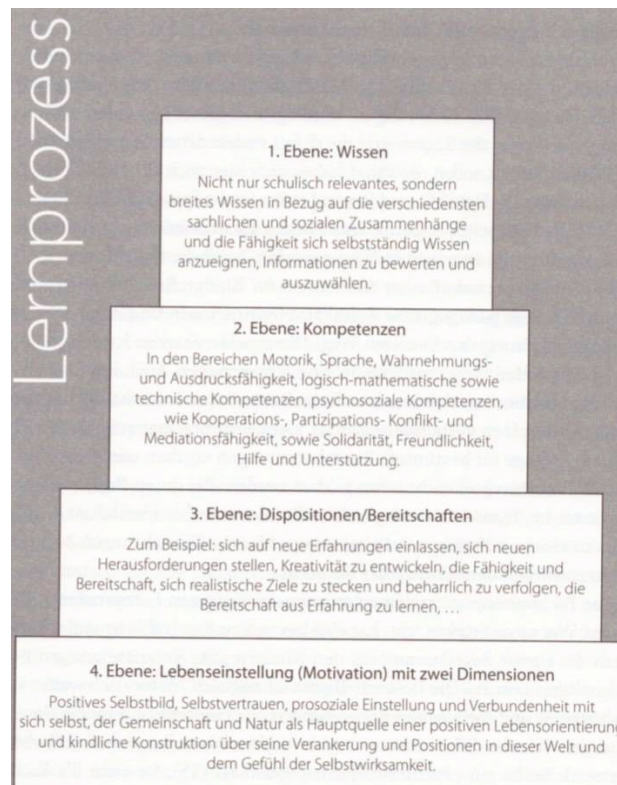 Lernprozess
1. Ebene: Wissen
Nicht nur schulisch relevantes, sondern
breites Wissen in Bezug auf die verschiedensten
sachlichen und sozialen Zusammenhänge
und die Fähigkeit sich selbstständig Wissen
anzueignen, Informationen zu bewerten und
auszuwählen.
2. Ebene: Kompetenzen
In den Bereichen Motorik, Sprache, Wahrnehmungs-
und Ausdrucksfähigkeit, logisch-mathematische sowie
technische Kompetenzen, psychosoziale Kompetenzen,
wie Kooperations-, Partizipations- Konflikt- und
Mediationsfähigkeit, sowie Solidarität, Freundlichkeit,
Hilfe und Unterstützung.
3. Ebene: Dispositionen/Bereitschaften
Zum Beispiel: sich auf neue Erfahrungen einlassen, sich neuen
Herausforderungen stellen, Kreativität zu entwickeln, die Fähigkeit und
Bereitschaft, sich realistische Ziele zu stecken und beharrlich zu verfolgen, die
Bereitschaft aus Erfahrung zu lernen, …
4. Ebene: Lebenseinstellung (Motivation) mit zwei Dimensionen
Positives Selbstbild, Selbstvertrauen, prosoziale Einstellung und Verbundenheit mit
sich selbst, der Gemeinschaft und Natur als Hauptquelle einer positiven Lebensorientierun
und kindliche Konstruktion über seine Verankerung und Positionen in dieser Welt und
dem Gefühl der Selbstwirksamkeit.